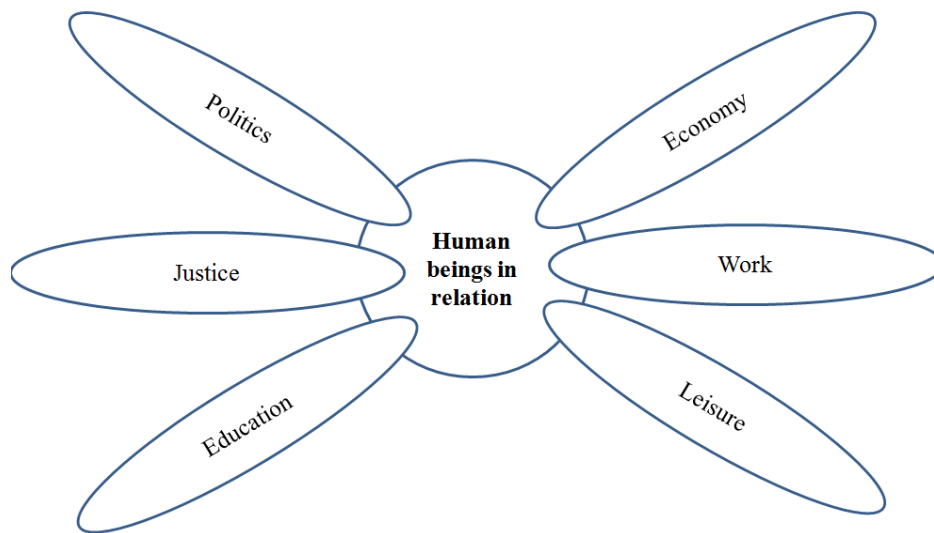 Politics
Economy
Human
beings in
relation
Justice
Work
Education
Leisure